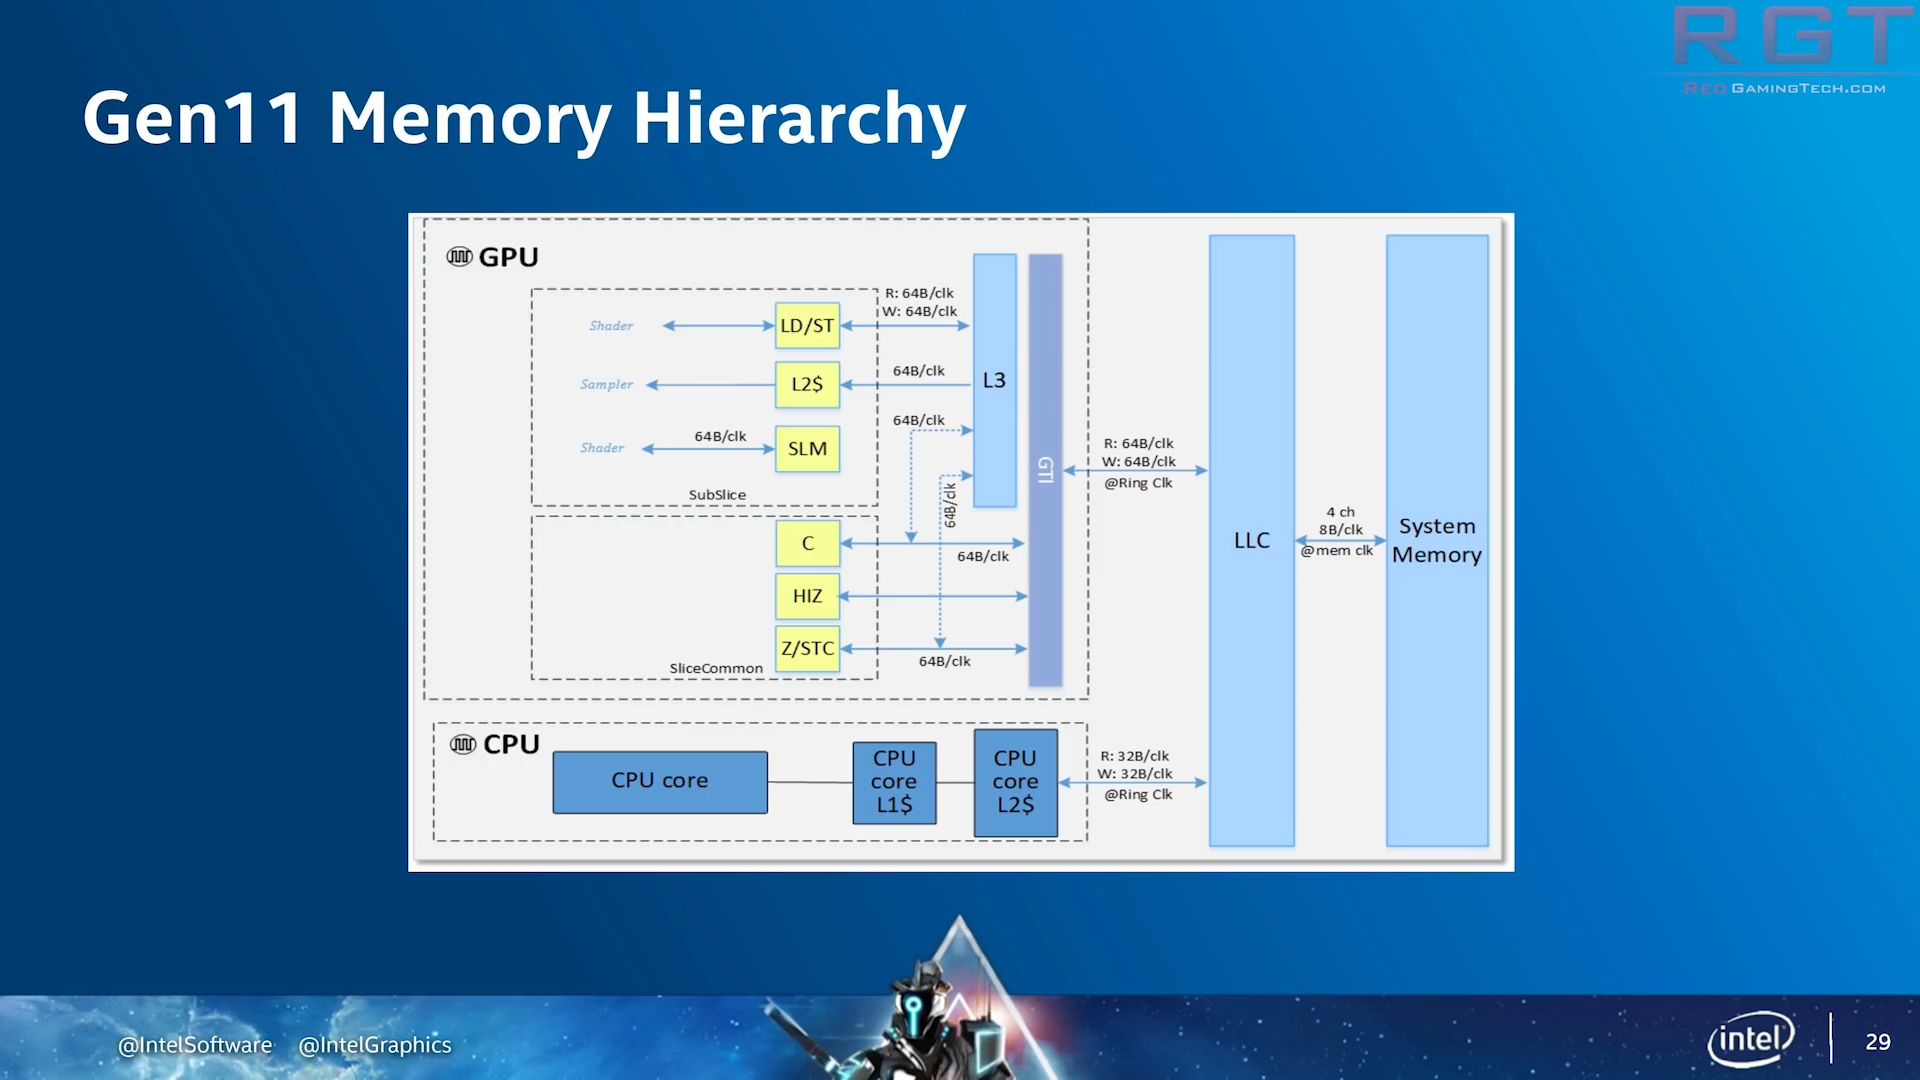 RGT
RED GAMINGTECH.COM
Gen11 Memory Hierarchy
GPU
Shader
LD/ST
R: 64B/clk
W: 64B/clk
Sampler
L2$
64B/clk
L3
Shader
64B/clk
SLM
64B/clk
SubSlice
64B/clk
GTI
C
64B/clk
HIZ
Z/STC
64B/clk
SliceCommon
R: 64B/clk
W: 64B/clk
@Ring Clk
LLC
4 ch
8B/clk
@mem clk
System
Memory
CPU
CPU core
CPU
core
L1$
CPU
core
L2$
R: 32B/clk
W: 32B/clk
@Ring Clk
@IntelSoftware @IntelGraphics
intel
29